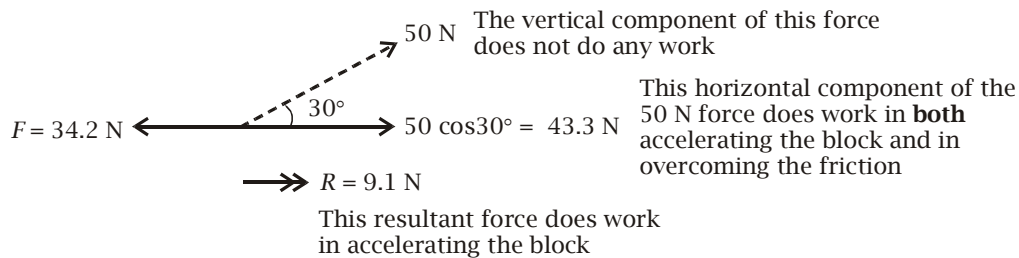 50 N
The vertical component of this force
does not do any work
30°
F = 34.2 N
50 cos30° = 43.3 N
This horizontal component of the
50 N force does work in both
accelerating the block and in
overcoming the friction
R = 9.1 N
This resultant force does work
in accelerating the block